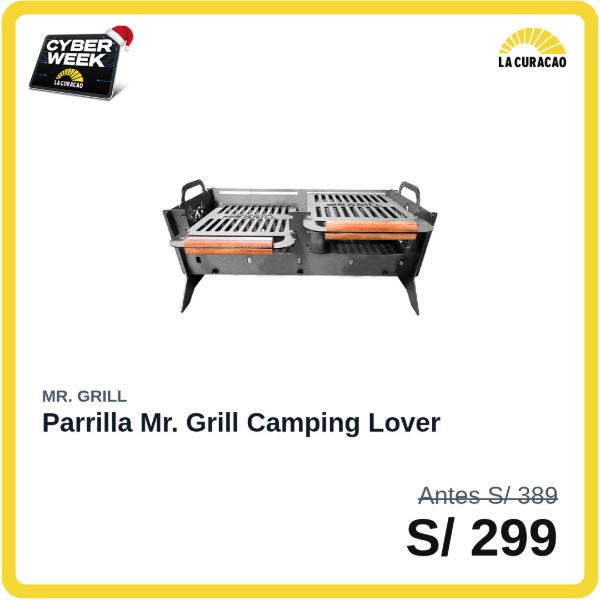 CYBER
WEEK
LA CURACAO
LA CURACAO
MR. GRILL
Parrilla Mr. Grill Camping Lover
Antes S/ 389
S/ 299